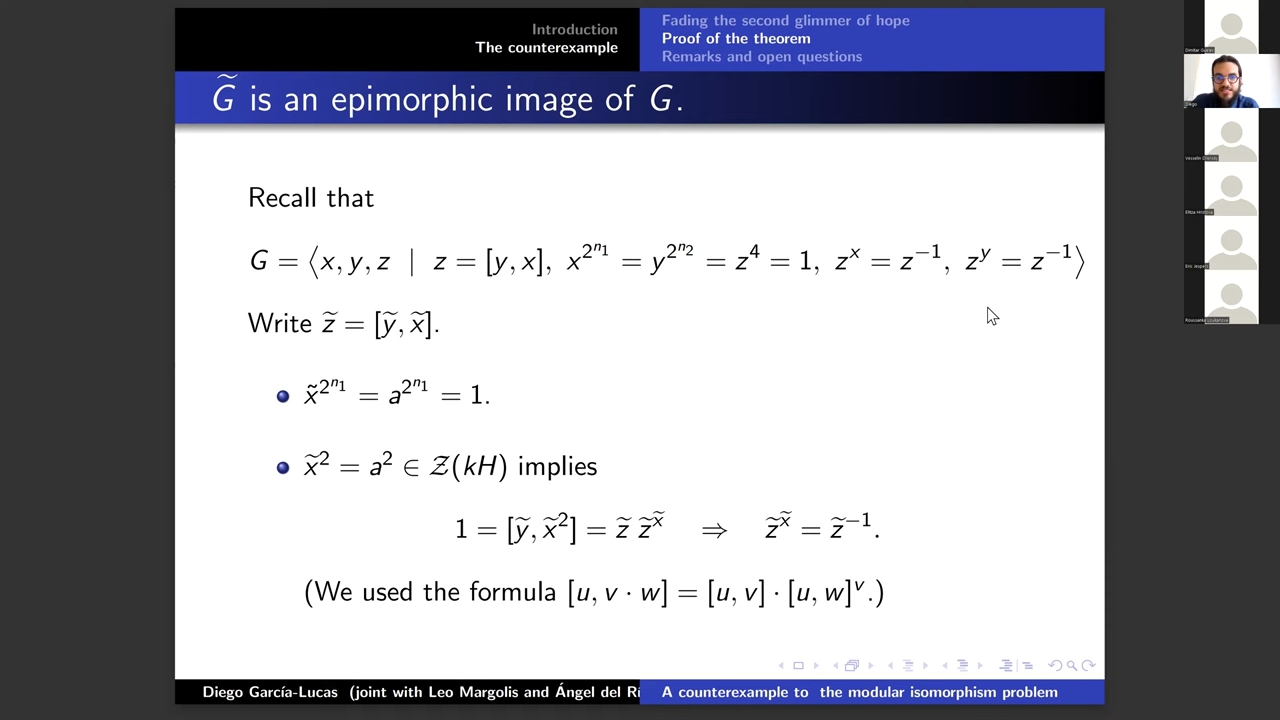 Introduction
The counterexample
Fading the second glimmer of hope
Proof of the theorem
Remarks and open questions
G̃ is an epimorphic image of G.
Recall that
G = ⟨x, y, z | z = [y, x], x^{2^{n_1}} = y^{2^{n_2}} = z^4 = 1, z^x = z^{-1}, z^y = z^{-1}⟩
Write z̃ = [ỹ, x̃].
x̃^{2^{n_1}} = a^{2^{n_1}} = 1.
x̃^2 = a^2 ∈ Z(kH) implies
1 = [ỹ, x̃^2] = z̃ z̃^{x̃} ⇒ z̃^{x̃} = z̃^{-1}.
(We used the formula [u, v · w] = [u, v] · [u, w]^v.)
Diego García-Lucas (joint with Leo Margolis and Ángel del Rí
A counterexample to the modular isomorphism problem
Diego